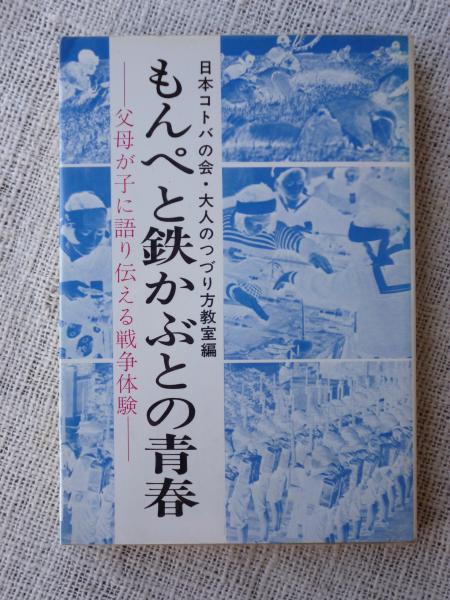 日本コトバの会・大人のつづり方教室編
もんぺと鉄かぶとの青春
――父母が子に語り伝える戦争体験――